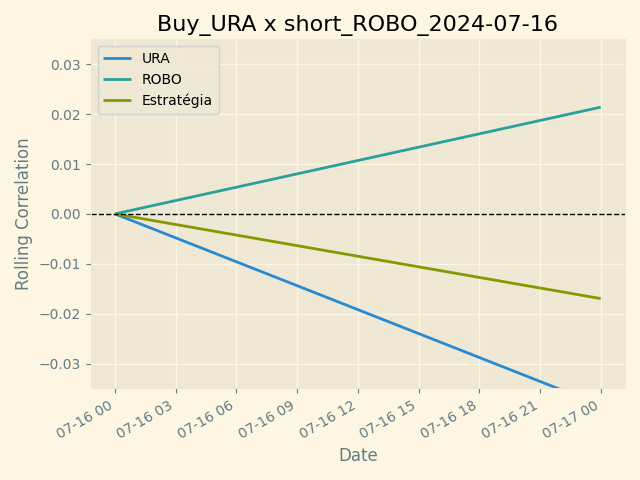 Buy_URA x short_ROBO_2024-07-16
URA
ROBO
Estratégia
0.03
0.02
0.01
0.00
−0.01
−0.02
−0.03
Rolling Correlation
07-16 00
07-16 03
07-16 06
07-16 09
07-16 12
07-16 15
07-16 18
07-16 21
07-17 00
Date